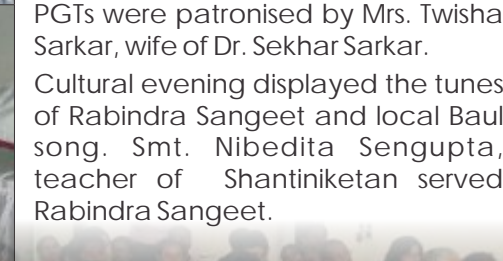 PGTs were patronised by Mrs. Twisha
Sarkar, wife of Dr. Sekhar Sarkar.
Cultural evening displayed the tunes
of Rabindra Sangeet and local Baul
song. Smt. Nibedita Sengupta,
teacher of Shantiniketan served
Rabindra Sangeet.